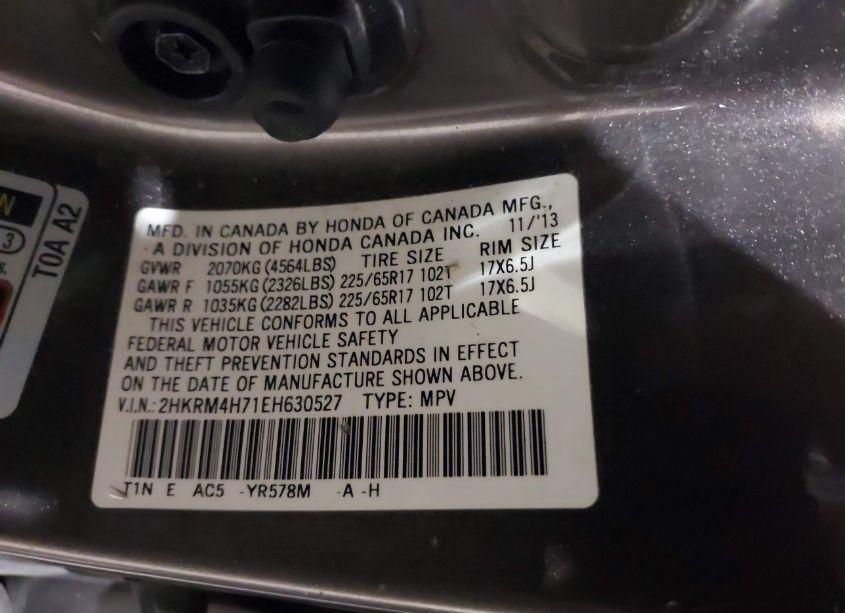 MFD. IN CANADA BY HONDA OF CANADA MFG.,
A DIVISION OF HONDA CANADA INC. 11/'13
GVWR 2070KG (4564LBS) TIRE SIZE RIM SIZE
GAWR F 1055KG (2326LBS) 225/65R17 102T 17X6.5J
GAWR R 1035KG (2282LBS) 225/65R17 102T 17X6.5J
THIS VEHICLE CONFORMS TO ALL APPLICABLE
FEDERAL MOTOR VEHICLE SAFETY
AND THEFT PREVENTION STANDARDS IN EFFECT
ON THE DATE OF MANUFACTURE SHOWN ABOVE.
V.I.N.: 2HKRM4H71EH630527 TYPE: MPV
T1N E AC5 -YR578M -A -H
N
3
s.
T0A A2